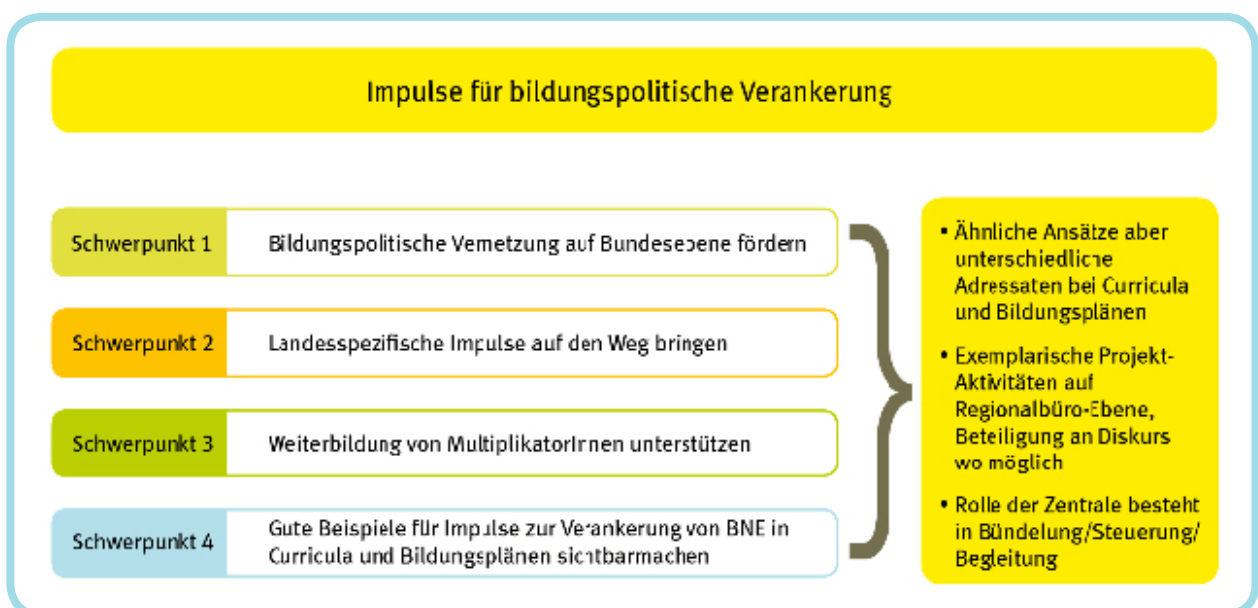 Impulse für bildungspolitische Verankerung
Schwerpunkt 1
Bildungspolitische Vernetzung auf Bundesebene fördern
Schwerpunkt 2
Landesspezifische Impulse auf den Weg bringen
Schwerpunkt 3
Weiterbildung von MultiplikatorInnen unterstützen
Schwerpunkt 4
Gute Beispiele für Impulse zur Verankerung von BNE in
Curricula und Bildungsplänen sichtbarmachen
• Ähnliche Ansätze aber
unterschiedliche
Adressaten bei Curricula
und Bildungsplänen
• Exemplarische Projekt-
Aktivitäten auf
Regionalbüro-Ebene,
Beteiligung an Diskurs
wo möglich
• Rolle der Zentrale besteht
in Bündelung/Steuerung/
Begleitung